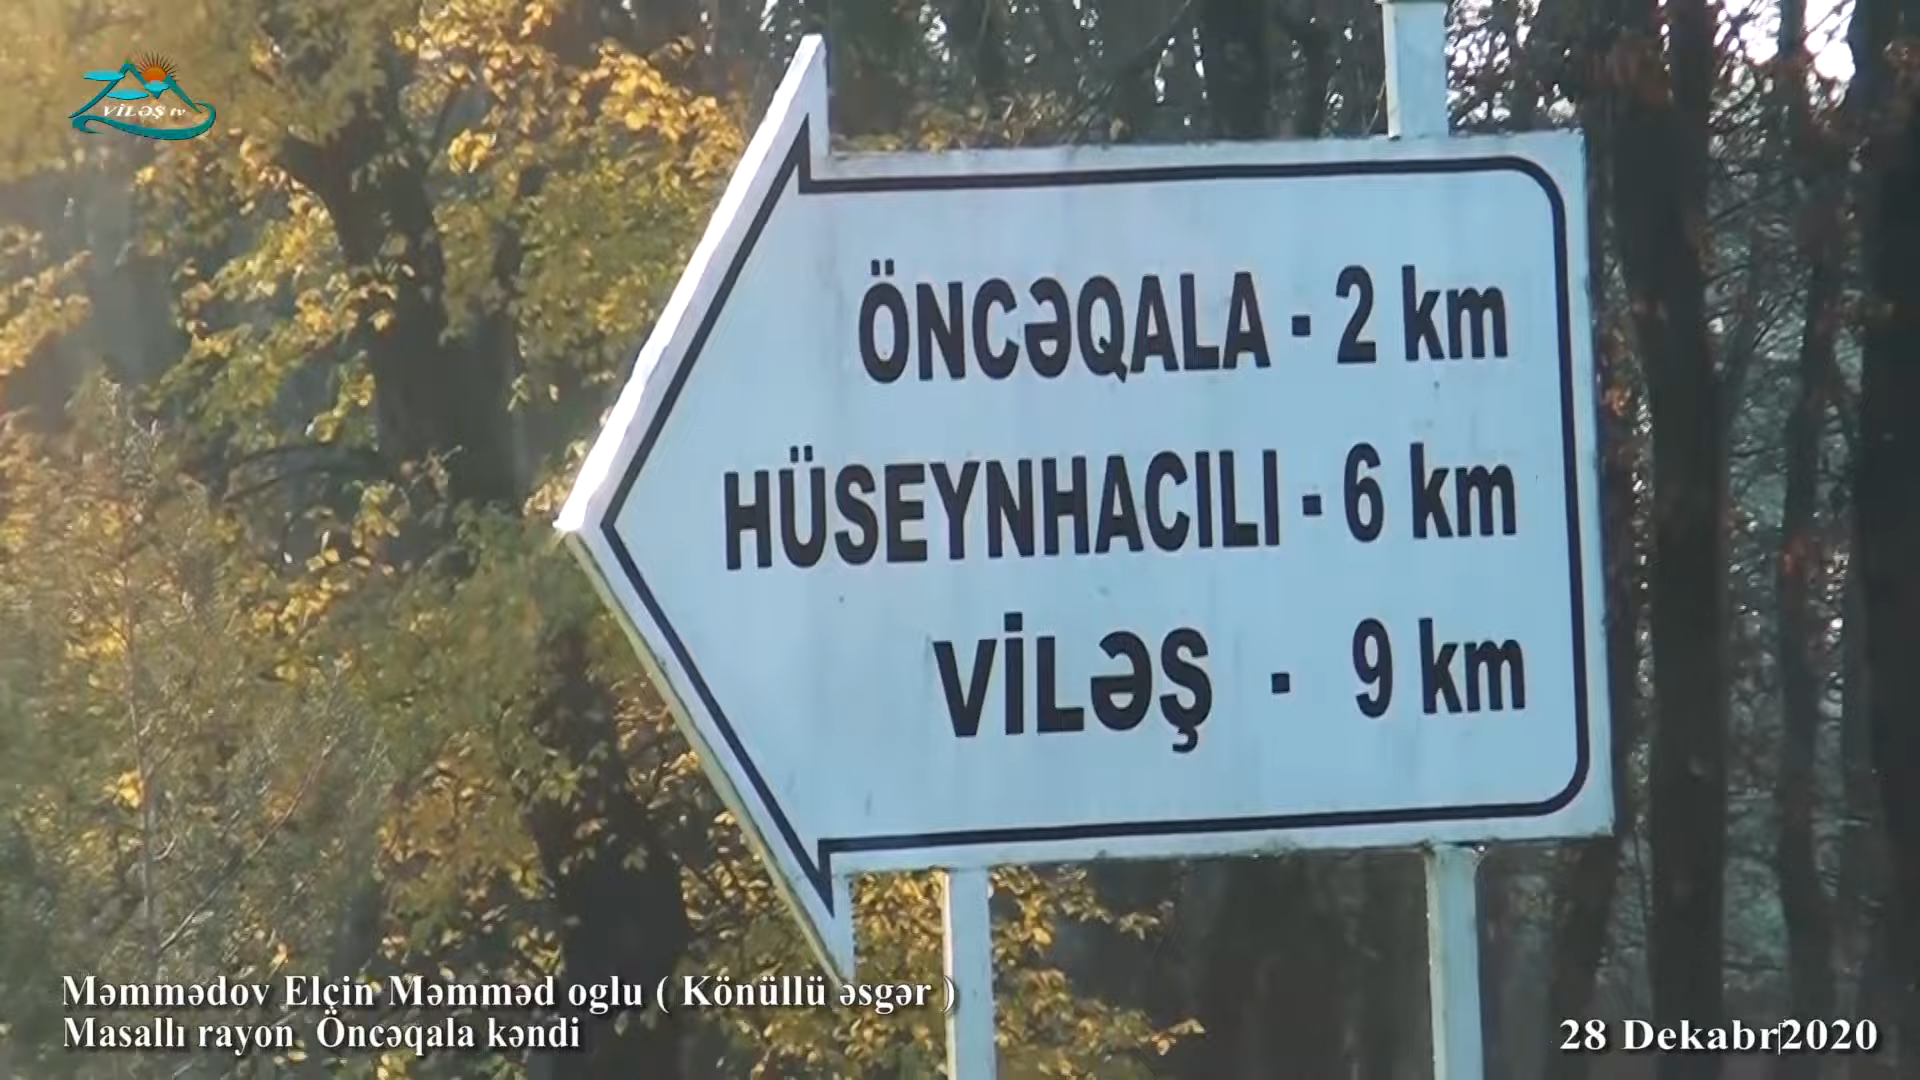 VİLƏŞ tv
ÖNCƏQALA - 2 km
HÜSEYNHACILI - 6 km
VİLƏŞ - 9 km
Məmmədov Elçin Məmməd oglu ( Könüllü əsgər )
Masallı rayon Öncəqala kəndi
28 Dekabr 2020